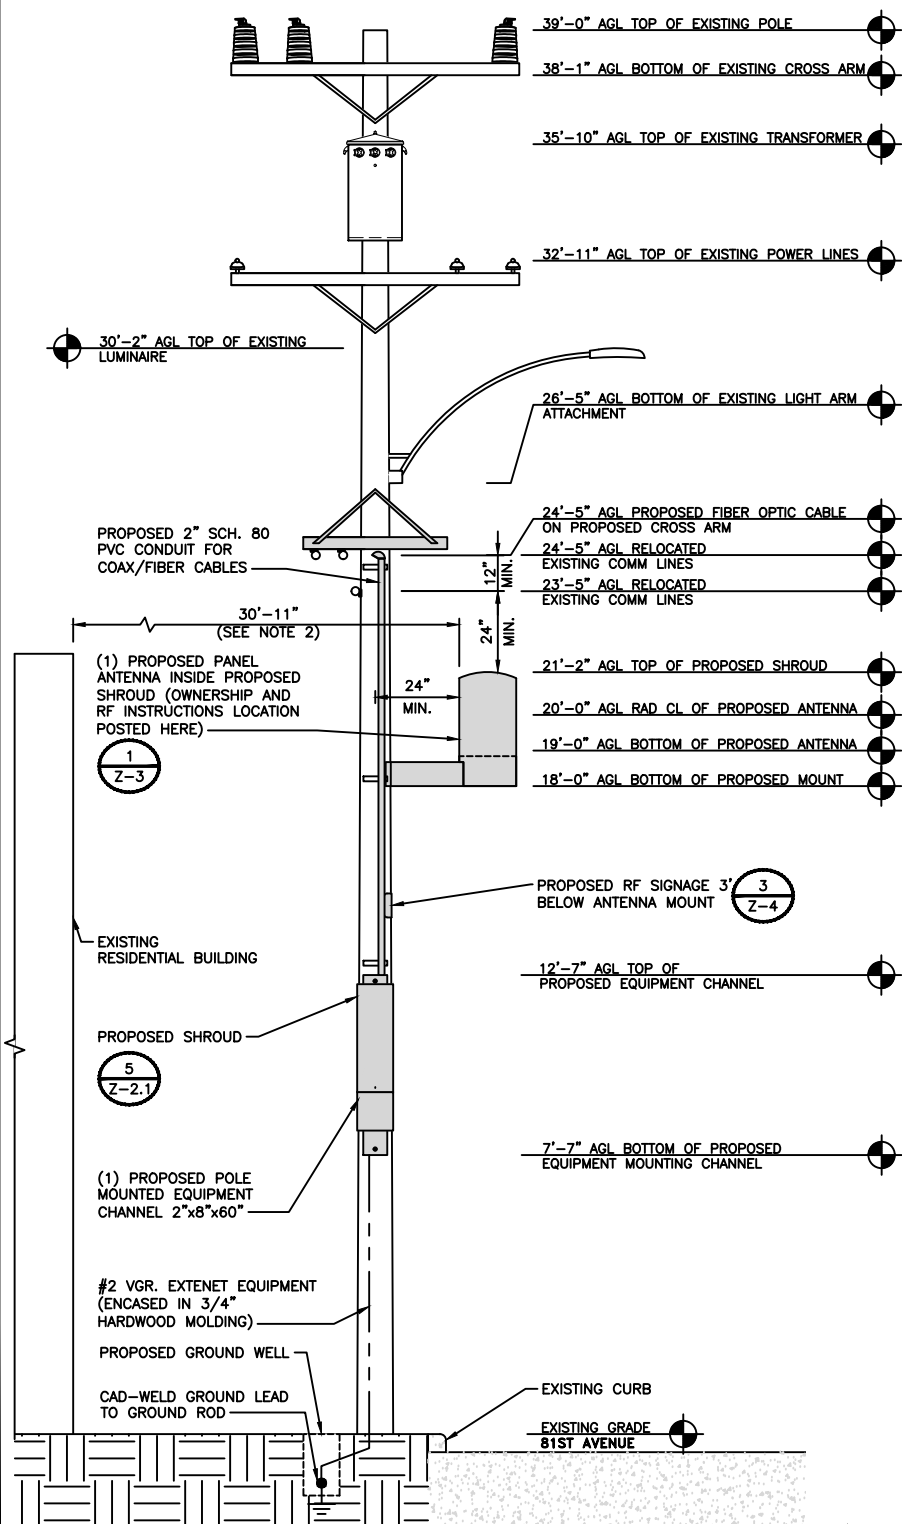 39'-0" AGL TOP OF EXISTING POLE
38'-1" AGL BOTTOM OF EXISTING CROSS ARM
35'-10" AGL TOP OF EXISTING TRANSFORMER
32'-11" AGL TOP OF EXISTING POWER LINES
30'-2" AGL TOP OF EXISTING
LUMINAIRE
26'-5" AGL BOTTOM OF EXISTING LIGHT ARM
ATTACHMENT
24'-5" AGL PROPOSED FIBER OPTIC CABLE
ON PROPOSED CROSS ARM
24'-5" AGL RELOCATED
EXISTING COMM LINES
23'-5" AGL RELOCATED
EXISTING COMM LINES
PROPOSED 2" SCH. 80
PVC CONDUIT FOR
COAX/FIBER CABLES
12"
MIN.
24"
MIN.
30'-11"
(SEE NOTE 2)
(1) PROPOSED PANEL
ANTENNA INSIDE PROPOSED
SHROUD (OWNERSHIP AND
RF INSTRUCTIONS LOCATION
POSTED HERE)
1
Z-3
24"
MIN.
21'-2" AGL TOP OF PROPOSED SHROUD
20'-0" AGL RAD CL OF PROPOSED ANTENNA
19'-0" AGL BOTTOM OF PROPOSED ANTENNA
18'-0" AGL BOTTOM OF PROPOSED MOUNT
PROPOSED RF SIGNAGE 3'
BELOW ANTENNA MOUNT
3
Z-4
EXISTING
RESIDENTIAL BUILDING
12'-7" AGL TOP OF
PROPOSED EQUIPMENT CHANNEL
PROPOSED SHROUD
5
Z-2.1
7'-7" AGL BOTTOM OF PROPOSED
EQUIPMENT MOUNTING CHANNEL
(1) PROPOSED POLE
MOUNTED EQUIPMENT
CHANNEL 2"x8"x60"
#2 VGR. EXTENET EQUIPMENT
(ENCASED IN 3/4"
HARDWOOD MOLDING)
PROPOSED GROUND WELL
CAD-WELD GROUND LEAD
TO GROUND ROD
EXISTING CURB
EXISTING GRADE
81ST AVENUE